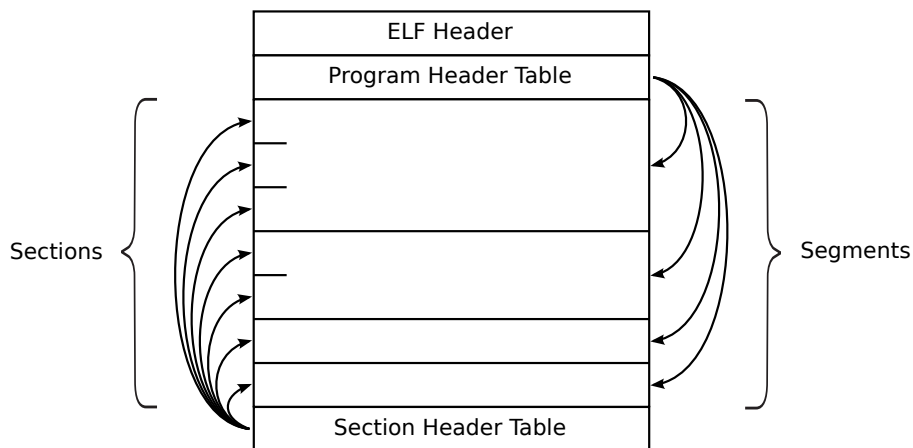 ELF Header
Program Header Table
Sections
Segments
Section Header Table